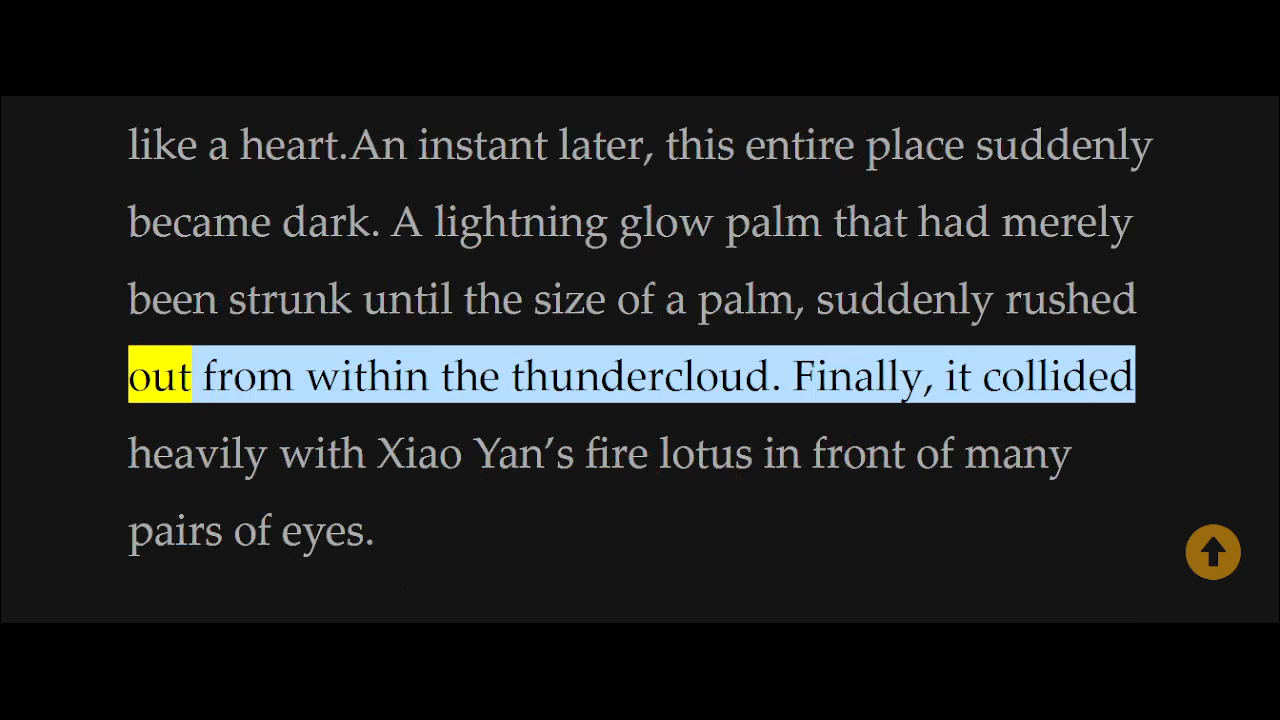 like a heart.An instant later, this entire place suddenly
became dark. A lightning glow palm that had merely
been strunk until the size of a palm, suddenly rushed
out from within the thundercloud. Finally, it collided
heavily with Xiao Yan’s fire lotus in front of many
pairs of eyes.